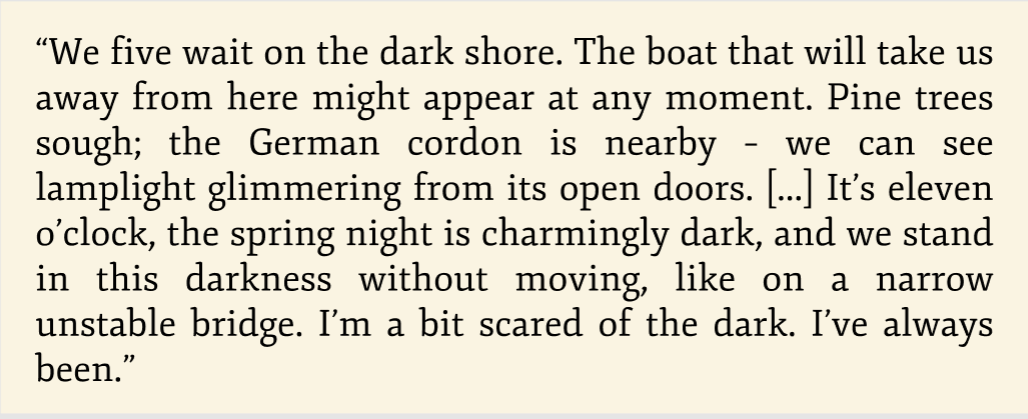 “We five wait on the dark shore. The boat that will take us
away from here might appear at any moment. Pine trees
sough; the German cordon is nearby - we can see
lamplight glimmering from its open doors. [...] It’s eleven
o’clock, the spring night is charmingly dark, and we stand
in this darkness without moving, like on a narrow
unstable bridge. I’m a bit scared of the dark. I’ve always
been.”